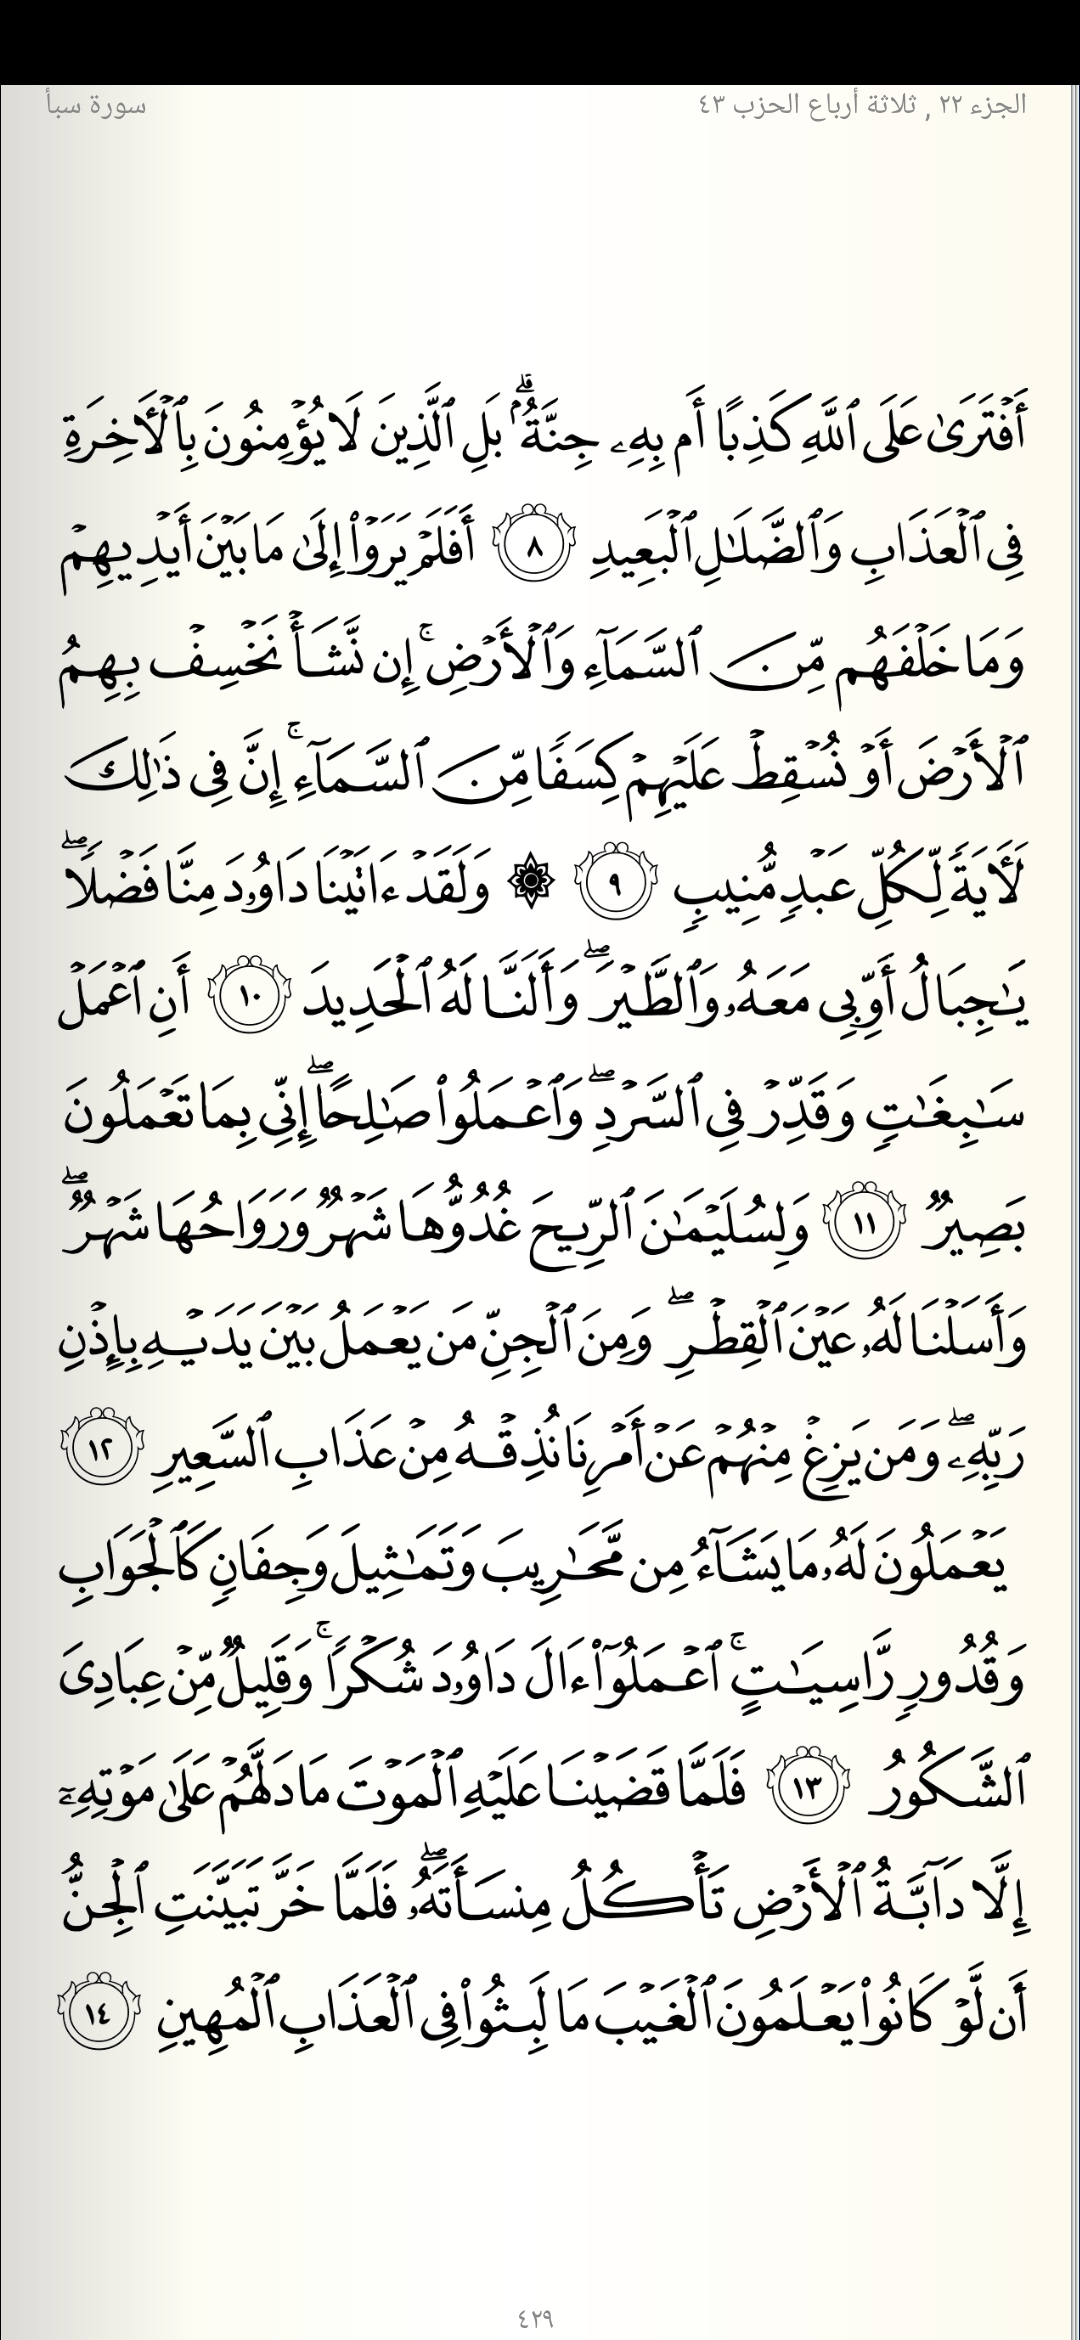 الجزء ٢٢ , ثلاثة أرباع الحزب ٤٣
سورة سبأ
أَفۡتَرَىٰ عَلَى ٱللَّهِ كَذِبًا أَم بِهِۦ جِنَّةُۢۗ بَلِ ٱلَّذِينَ لَا يُؤۡمِنُونَ بِٱلۡأٓخِرَةِ
فِي ٱلۡعَذَابِ وَٱلضَّلَٰلِ ٱلۡبَعِيدِ ٨ أَفَلَمۡ يَرَوۡاْ إِلَىٰ مَا بَيۡنَ أَيۡدِيهِمۡ
وَمَا خَلۡفَهُم مِّنَ ٱلسَّمَآءِ وَٱلۡأَرۡضِۚ إِن نَّشَأۡ نَخۡسِفۡ بِهِمُ
ٱلۡأَرۡضَ أَوۡ نُسۡقِطۡ عَلَيۡهِمۡ كِسَفٗا مِّنَ ٱلسَّمَآءِۚ إِنَّ فِي ذَٰلِكَ
لَأٓيَةٗ لِّكُلِّ عَبۡدٖ مُّنِيبٖ ٩ ۞ وَلَقَدۡ ءَاتَيۡنَا دَاوُۥدَ مِنَّا فَضۡلٗاۖ
يَٰجِبَالُ أَوِّبِي مَعَهُۥ وَٱلطَّيۡرَۖ وَأَلَنَّا لَهُ ٱلۡحَدِيدَ ١٠ أَنِ ٱعۡمَلۡ
سَٰبِغَٰتٖ وَقَدِّرۡ فِي ٱلسَّرۡدِۖ وَٱعۡمَلُواْ صَٰلِحًاۖ إِنِّي بِمَا تَعۡمَلُونَ
بَصِيرٞ ١١ وَلِسُلَيۡمَٰنَ ٱلرِّيحَ غُدُوُّهَا شَهۡرٞ وَرَوَاحُهَا شَهۡرٞۖ
وَأَسَلۡنَا لَهُۥ عَيۡنَ ٱلۡقِطۡرِۖ وَمِنَ ٱلۡجِنِّ مَن يَعۡمَلُ بَيۡنَ يَدَيۡهِ بِإِذۡنِ
رَبِّهِۦۖ وَمَن يَزِغۡ مِنۡهُمۡ عَنۡ أَمۡرِنَا نُذِقۡهُ مِنۡ عَذَابِ ٱلسَّعِيرِ ١٢
يَعۡمَلُونَ لَهُۥ مَا يَشَآءُ مِن مَّحَٰرِيبَ وَتَمَٰثِيلَ وَجِفَانٖ كَٱلۡجَوَابِ
وَقُدُورٖ رَّاسِيَٰتٍۚ ٱعۡمَلُوٓاْ ءَالَ دَاوُۥدَ شُكۡرٗاۚ وَقَلِيلٞ مِّنۡ عِبَادِيَ
ٱلشَّكُورُ ١٣ فَلَمَّا قَضَيۡنَا عَلَيۡهِ ٱلۡمَوۡتَ مَا دَلَّهُمۡ عَلَىٰ مَوۡتِهِۦٓ
إِلَّا دَآبَّةُ ٱلۡأَرۡضِ تَأۡكُلُ مِنسَأَتَهُۥۖ فَلَمَّا خَرَّ تَبَيَّنَتِ ٱلۡجِنُّ
أَن لَّوۡ كَانُواْ يَعۡلَمُونَ ٱلۡغَيۡبَ مَا لَبِثُواْ فِي ٱلۡعَذَابِ ٱلۡمُهِينِ ١٤
٤٢٩